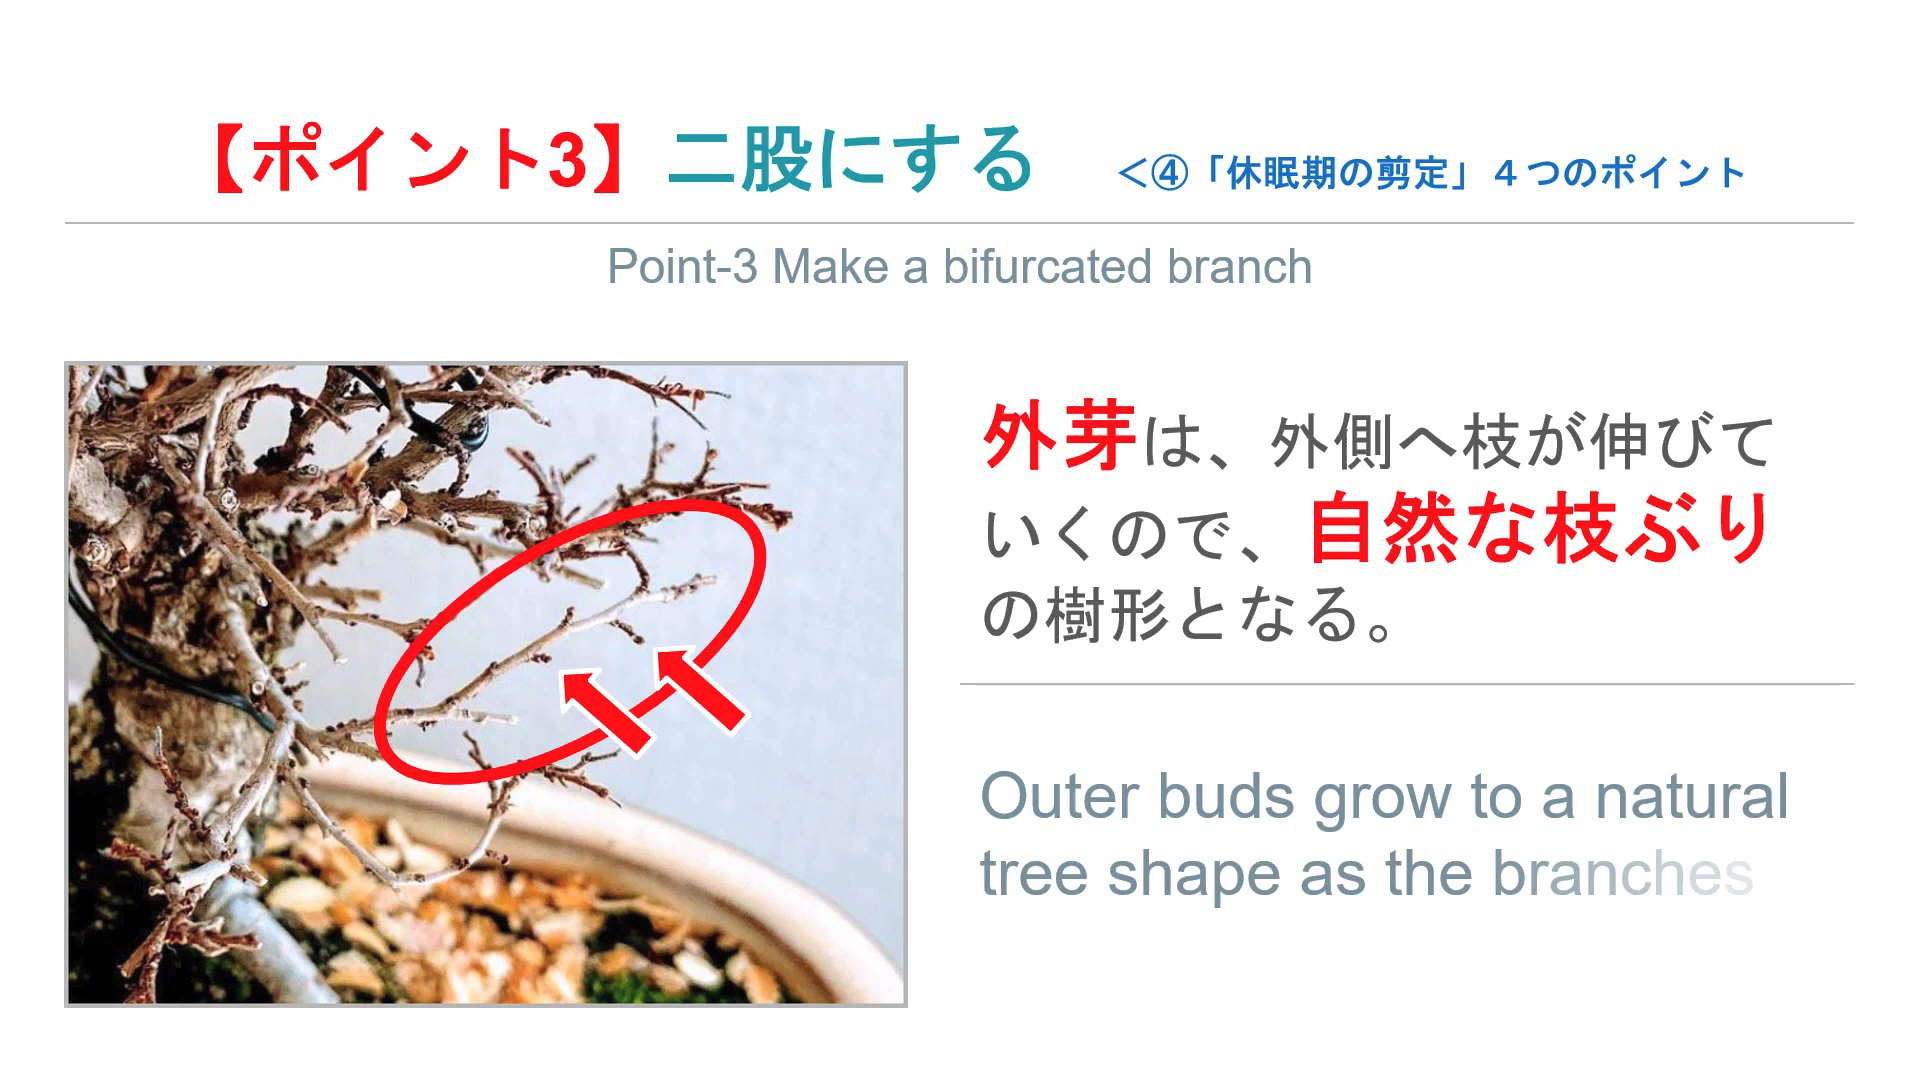 【ポイント3】二股にする <④「休眠期の剪定」４つのポイント
Point-3 Make a bifurcated branch
外芽は、外側へ枝が伸びて
いくので、自然な枝ぶり
の樹形となる。
Outer buds grow to a natural
tree shape as the branches